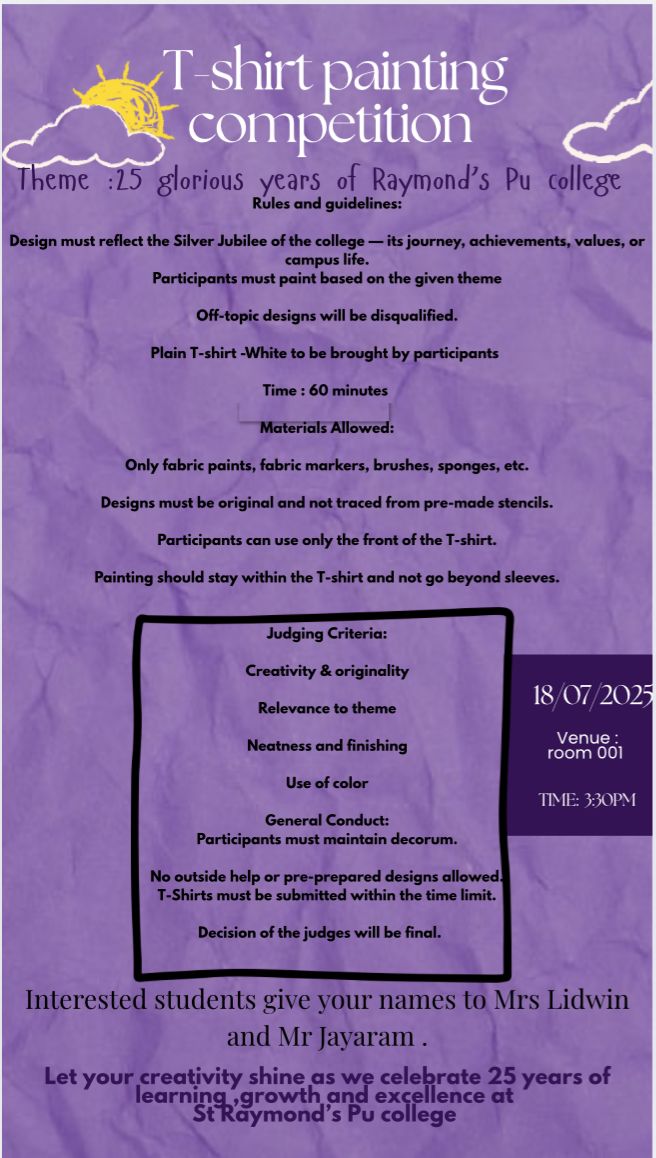 T-shirt painting
competition
Theme :25 glorious years of Raymond's Pu college
Rules and guidelines:
Design must reflect the Silver Jubilee of the college — its journey, achievements, values, or
campus life.
Participants must paint based on the given theme
Off-topic designs will be disqualified.
Plain T-shirt -White to be brought by participants
Time : 60 minutes
Materials Allowed:
Only fabric paints, fabric markers, brushes, sponges, etc.
Designs must be original and not traced from pre-made stencils.
Participants can use only the front of the T-shirt.
Painting should stay within the T-shirt and not go beyond sleeves.
Judging Criteria:
Creativity & originality
Relevance to theme
Neatness and finishing
Use of color
General Conduct:
Participants must maintain decorum.
No outside help or pre-prepared designs allowed.
T-Shirts must be submitted within the time limit.
Decision of the judges will be final.
18/07/2025
Venue :
room 001
TIME: 3:30PM
Interested students give your names to Mrs Lidwin
and Mr Jayaram .
Let your creativity shine as we celebrate 25 years of
learning ,growth and excellence at
St Raymond's Pu college